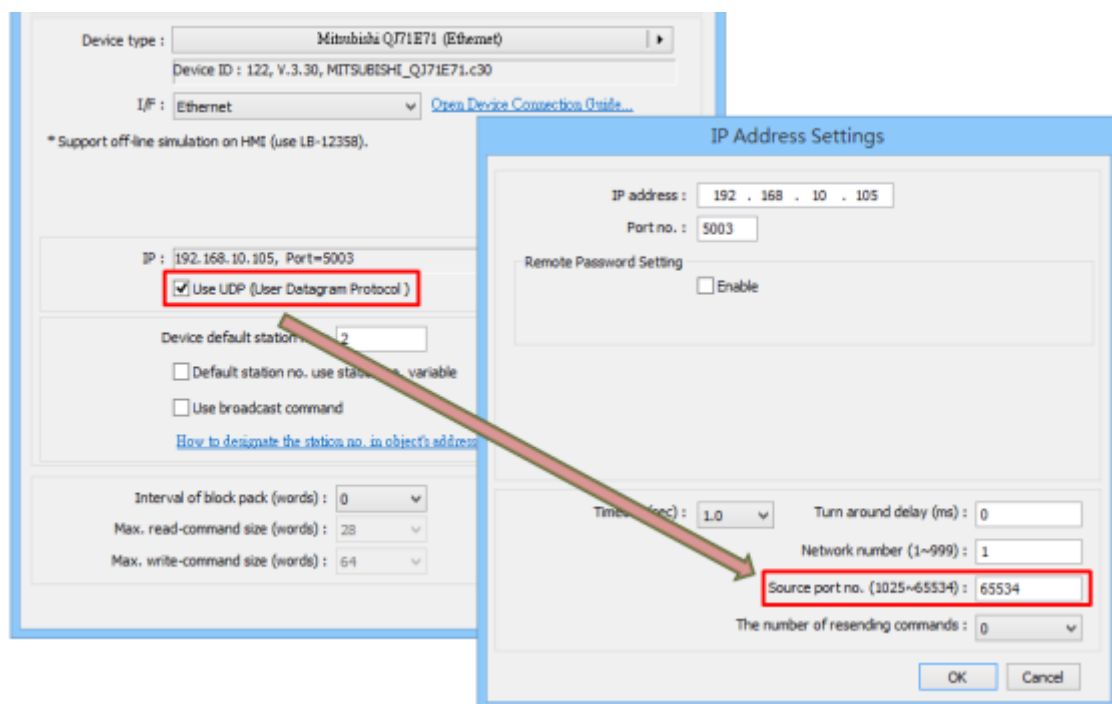 Device type : Mitsubishi QJ71E71 (Ethernet)
Device ID : 122, V.3.30, MITSUBISHI_QJ71E71.c30
I/F : Ethernet Open Device Connection Guide...
* Support off-line simulation on HMI (use LB-12358).
IP : 192.168.10.105, Port=5003
Use UDP (User Datagram Protocol )
Device default station 2
Default station no. use variable
Use broadcast command
How to designate the station no. in object's address
Interval of block pack (words) : 0
Max. read-command size (words) : 28
Max. write-command size (words) : 64
IP Address Settings
IP address : 192 . 168 . 10 . 105
Port no. : 5003
Remote Password Setting
Enable
(sec) : 1.0 Turn around delay (ms) : 0
Network number (1~999) : 1
Source port no. (1025~65534) : 65534
The number of resending commands : 0
OK Cancel